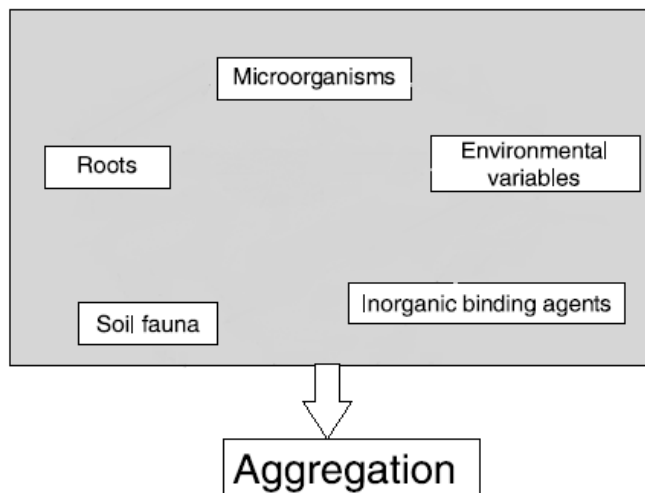 Microorganisms
Roots
Environmental
variables
Soil fauna
Inorganic binding agents
Aggregation